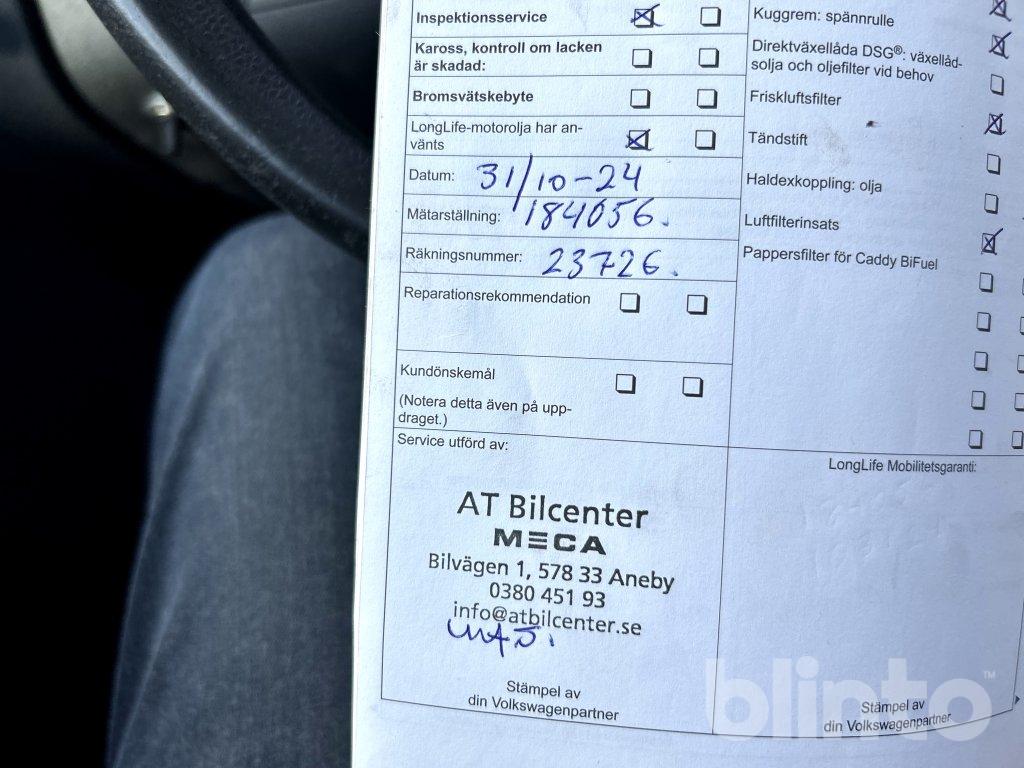 Inspektionsservice
Kaross, kontroll om lacken
är skadad:
Bromsvätskebyte
LongLife-motorolja har an-
vänts
Datum: 31/10-24
Mätarställning: 184056.
Räkningsnummer: 23726.
Reparationsrekommendation
Kundönskemål
(Notera detta även på upp-
draget.)
Service utförd av:
AT Bilcenter
MECA
Bilvägen 1, 578 33 Aneby
0380 451 93
info@atbilcenter.se
Stämpel av
din Volkswagenpartner
Kuggrem: spännrulle
Direktväxellåda DSG®: växellåd-
solja och oljefilter vid behov
Friskluftsfilter
Tändstift
Haldexkoppling: olja
Luftfilterinsats
Pappersfilter för Caddy BiFuel
LongLife Mobilitetsgaranti:
Stämpel av
din Volkswagenpartner
blinto™